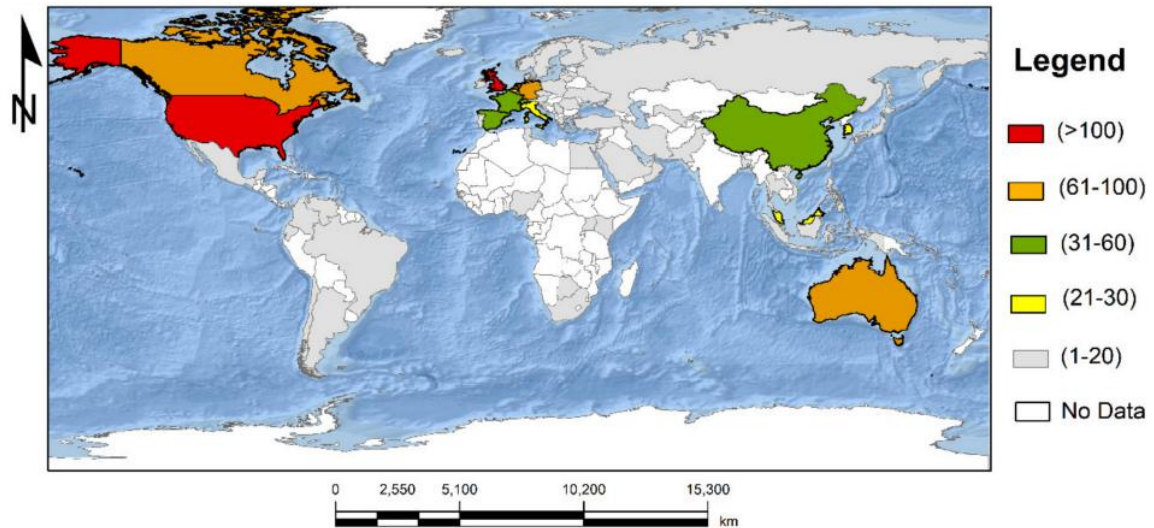 N
Legend
(>100)
(61-100)
(31-60)
(21-30)
(1-20)
No Data
0 2,550 5,100 10,200 15,300
km